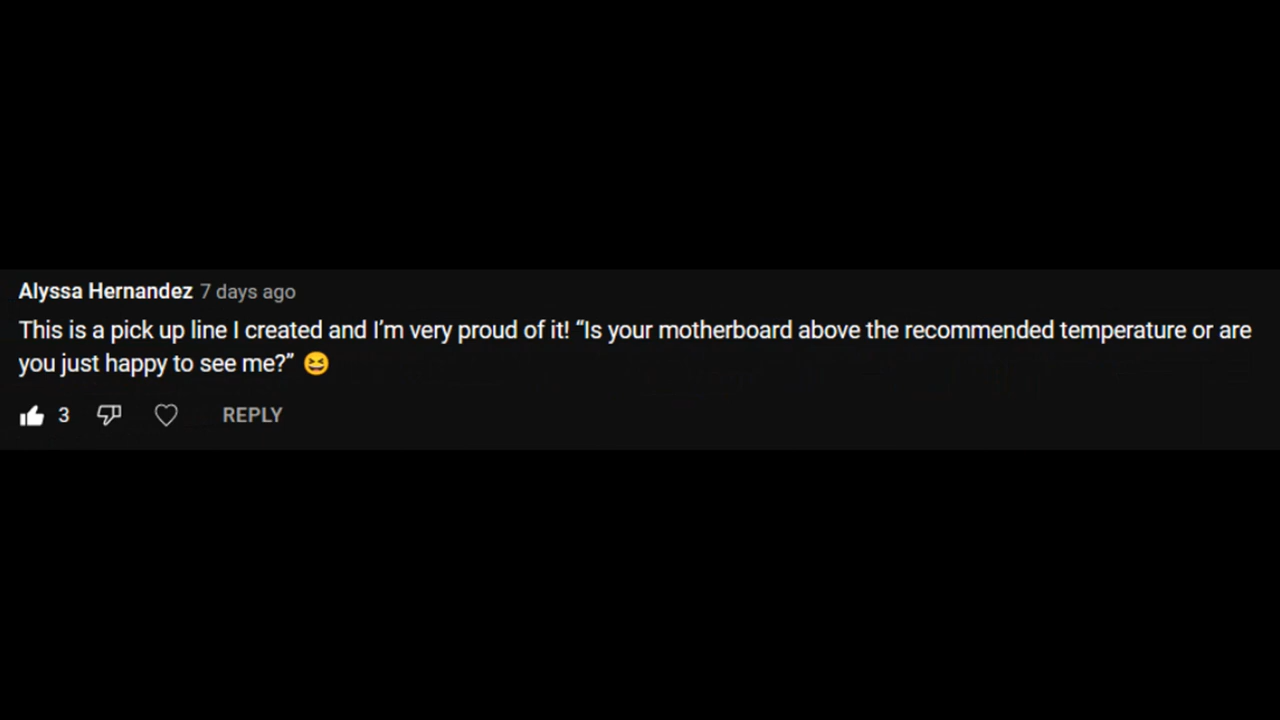 Alyssa Hernandez 7 days ago
This is a pick up line I created and I’m very proud of it! “Is your motherboard above the recommended temperature or are
you just happy to see me?” 😆
3 REPLY